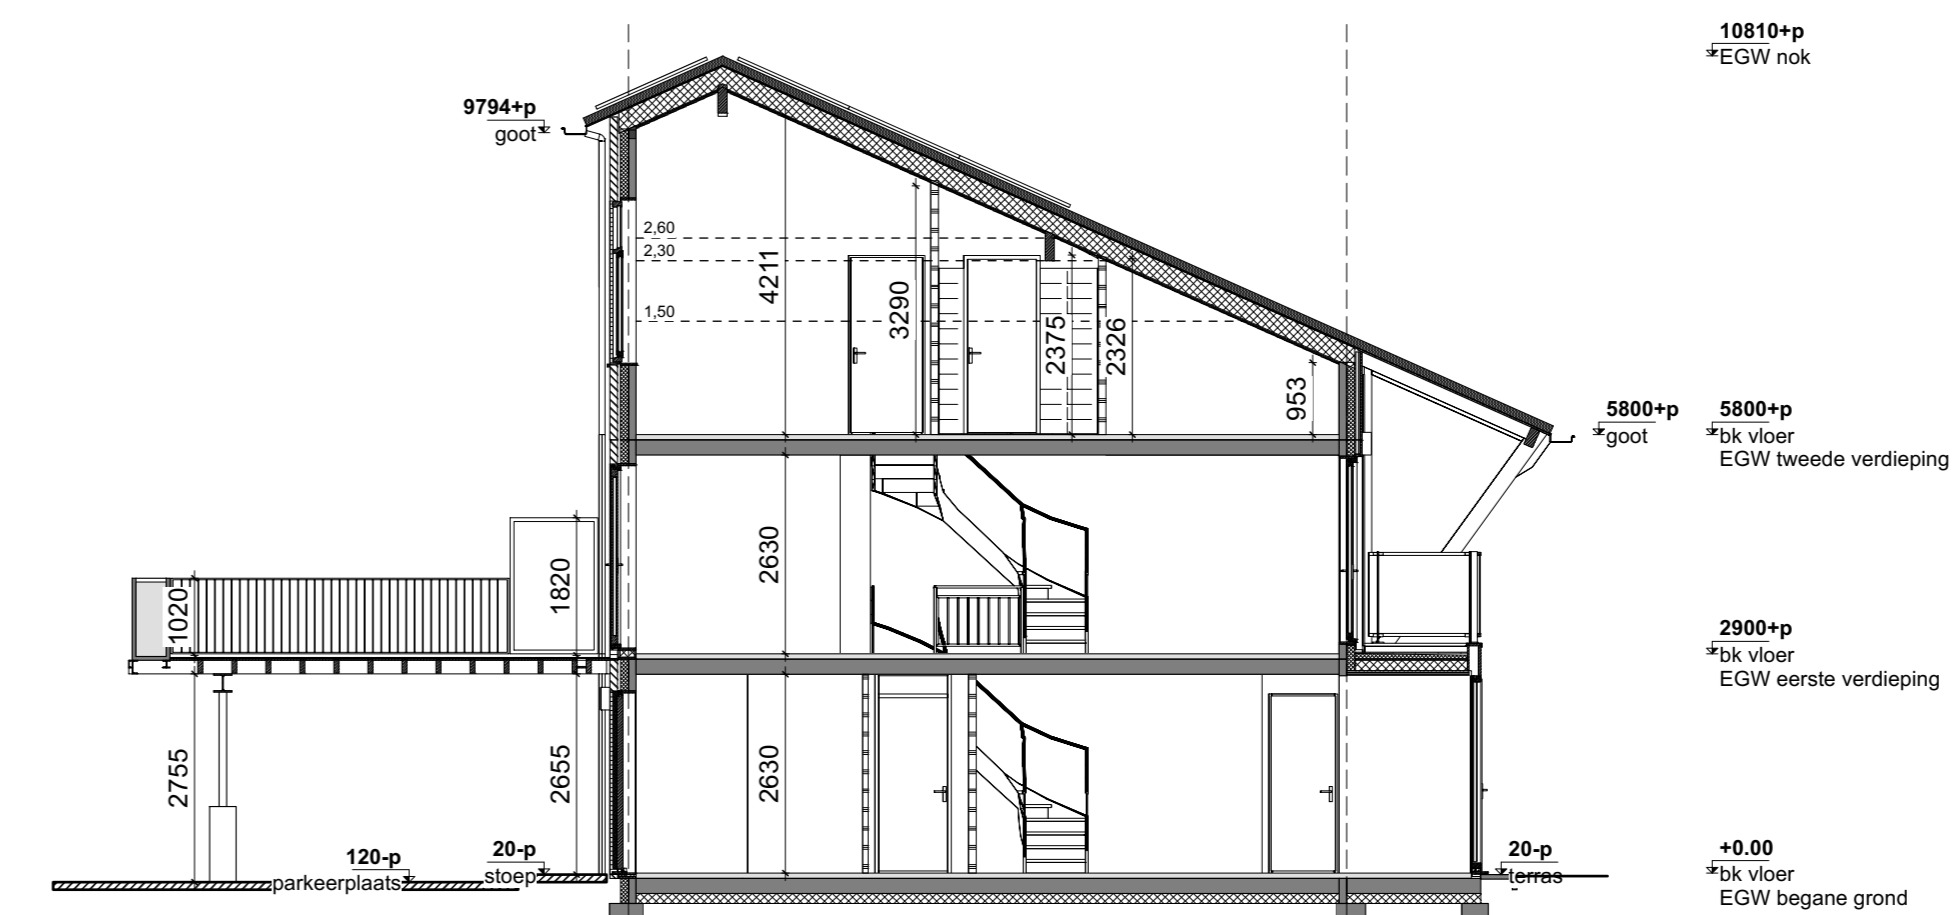 10810+p
EGW nok
9794+p
goot
2,60
2,30
4211
3290
1,50
2375
2326
953
5800+p
goot
5800+p
bk vloer
EGW tweede verdieping
2630
1820
1020
2900+p
bk vloer
EGW eerste verdieping
2755
2655
2630
120-p
parkeerplaats
20-p
stoep
20-p
terras
+0.00
bk vloer
EGW begane grond